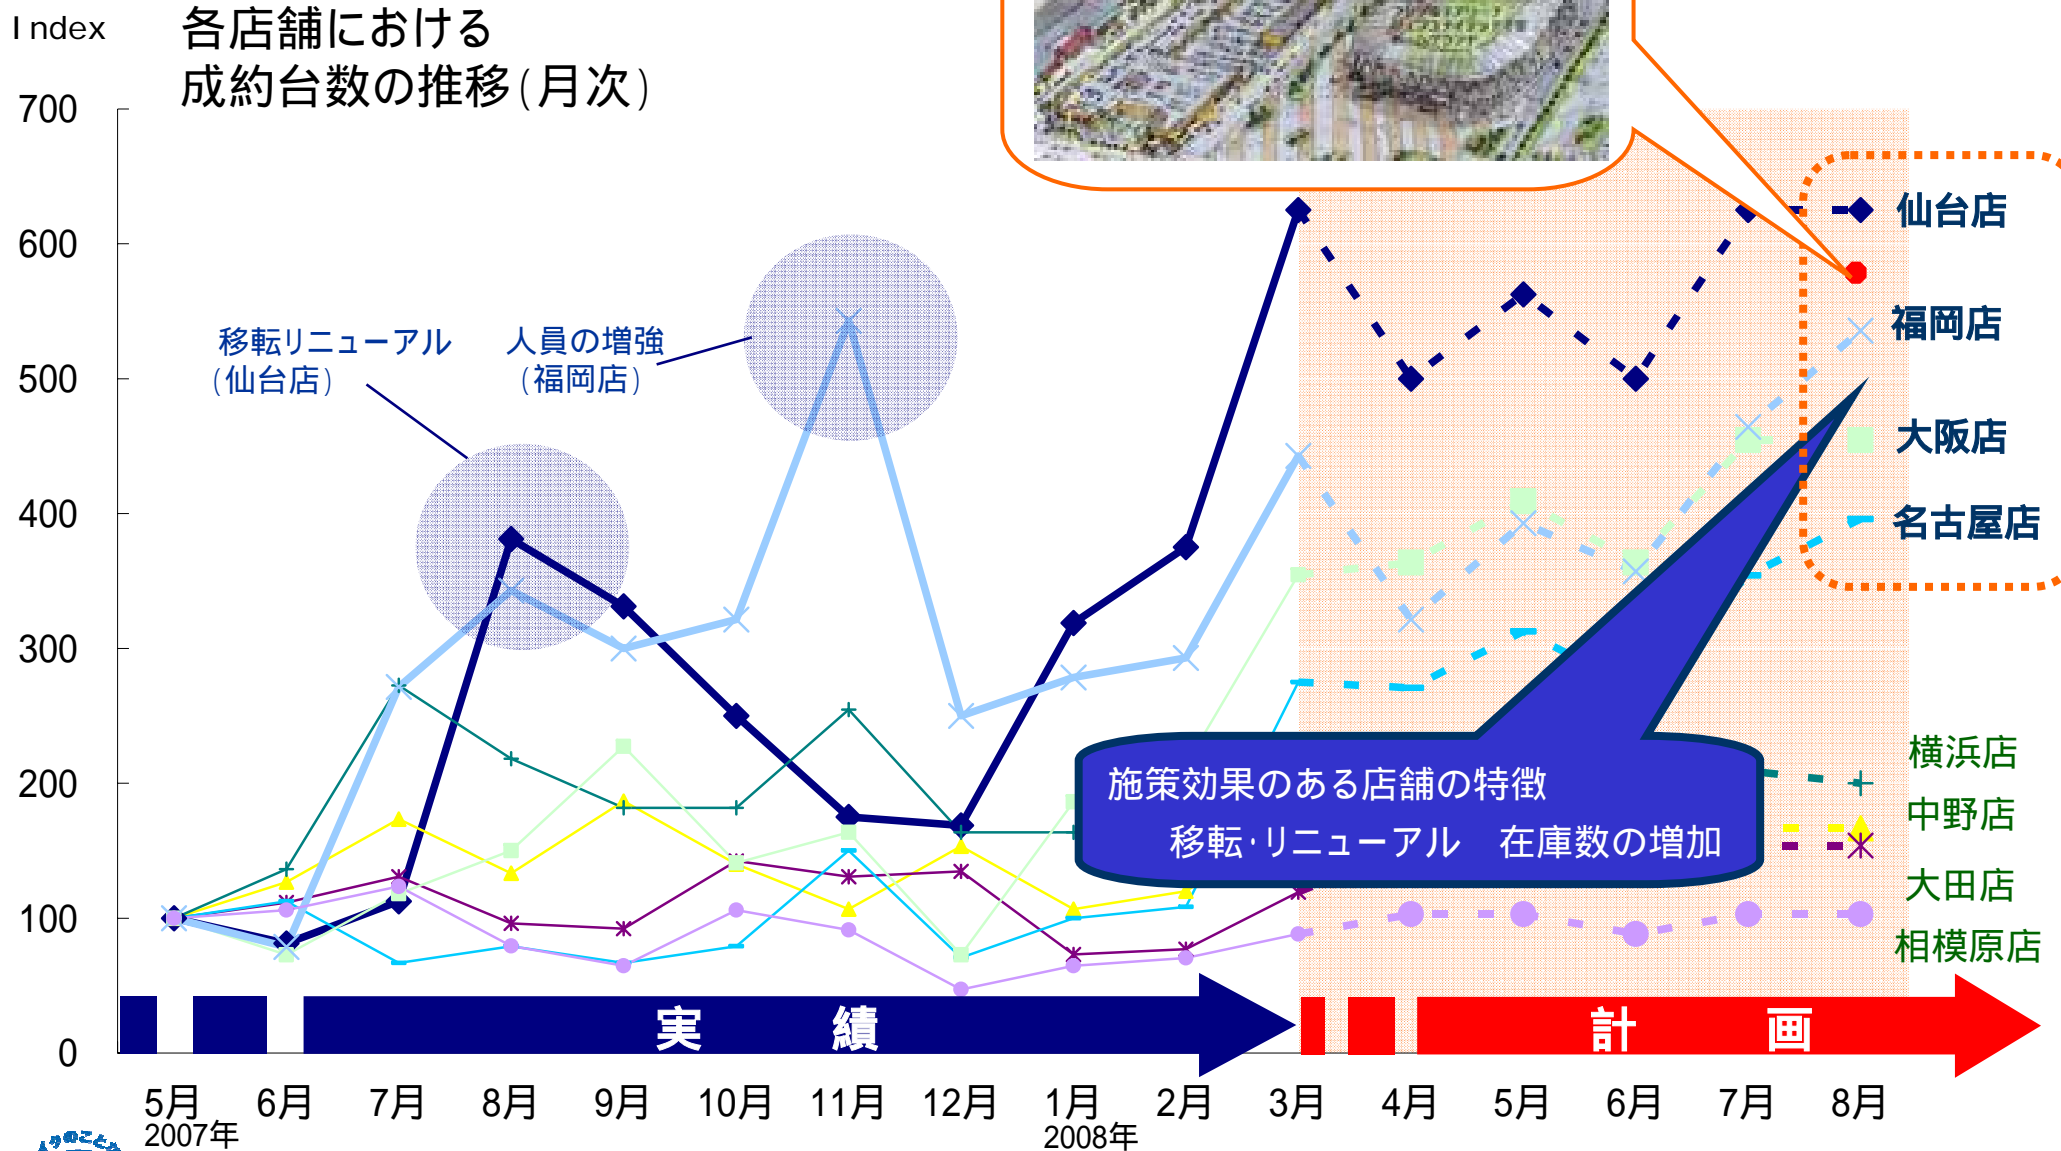 Index
各店舗における
成約台数の推移(月次)
700
600
500
400
300
200
100
0
移転リニューアル
(仙台店)
人員の増強
(福岡店)
仙台店
福岡店
大阪店
名古屋店
横浜店
中野店
大田店
相模原店
施策効果のある店舗の特徴
移転・リニューアル 在庫数の増加
実績
計画
5月 6月 7月 8月 9月 10月 11月 12月 1月 2月 3月 4月 5月 6月 7月 8月
2007年 2008年